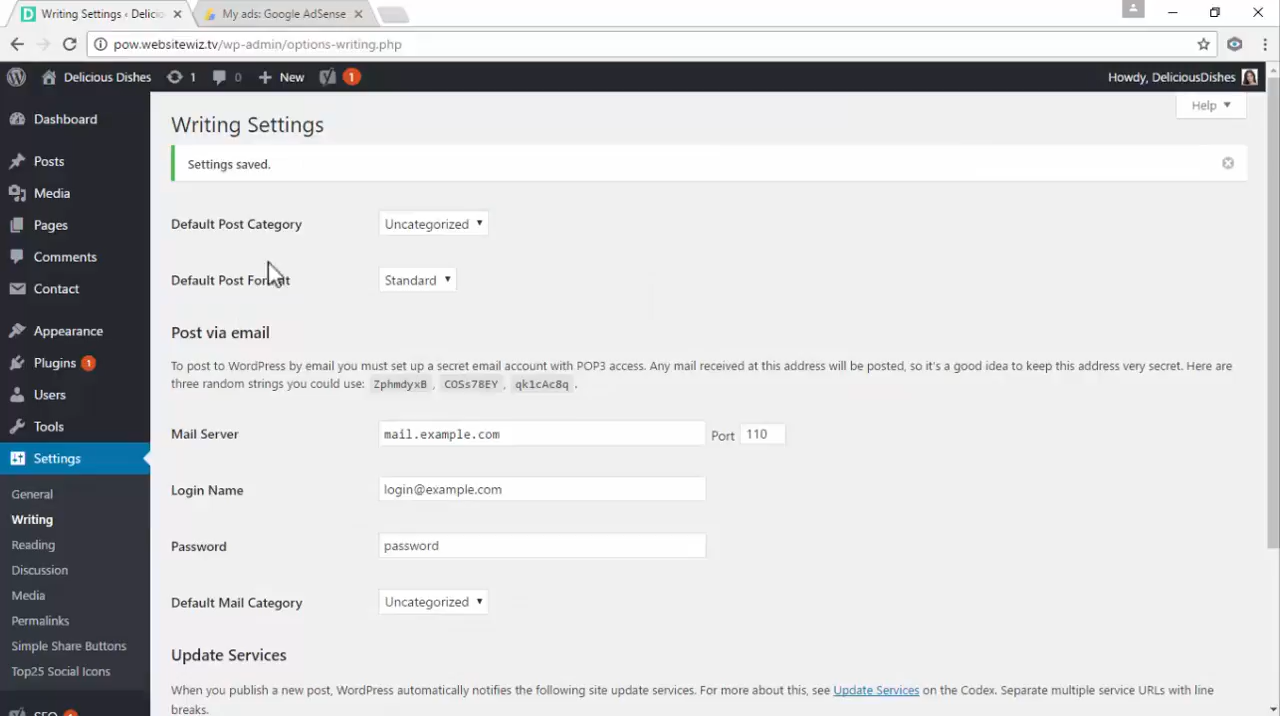 Writing Settings ‹ Delicio
My ads: Google AdSense
pow.websitewiz.tv/wp-admin/options-writing.php
Delicious Dishes 1 0 New 1 Howdy, DeliciousDishes
Help
Dashboard
Posts
Media
Pages
Comments
Contact
Appearance
Plugins 1
Users
Tools
Settings
General
Writing
Reading
Discussion
Media
Permalinks
Simple Share Buttons
Top25 Social Icons
SEO
Writing Settings
Settings saved.
Default Post Category Uncategorized
Default Post Format Standard
Post via email
To post to WordPress by email you must set up a secret email account with POP3 access. Any mail received at this address will be posted, so it's a good idea to keep this address very secret. Here are
three random strings you could use: ZphmdyxB , COSs78EY , qk1cAc8q .
Mail Server mail.example.com Port 110
Login Name login@example.com
Password password
Default Mail Category Uncategorized
Update Services
When you publish a new post, WordPress automatically notifies the following site update services. For more about this, see Update Services on the Codex. Separate multiple service URLs with line
breaks.